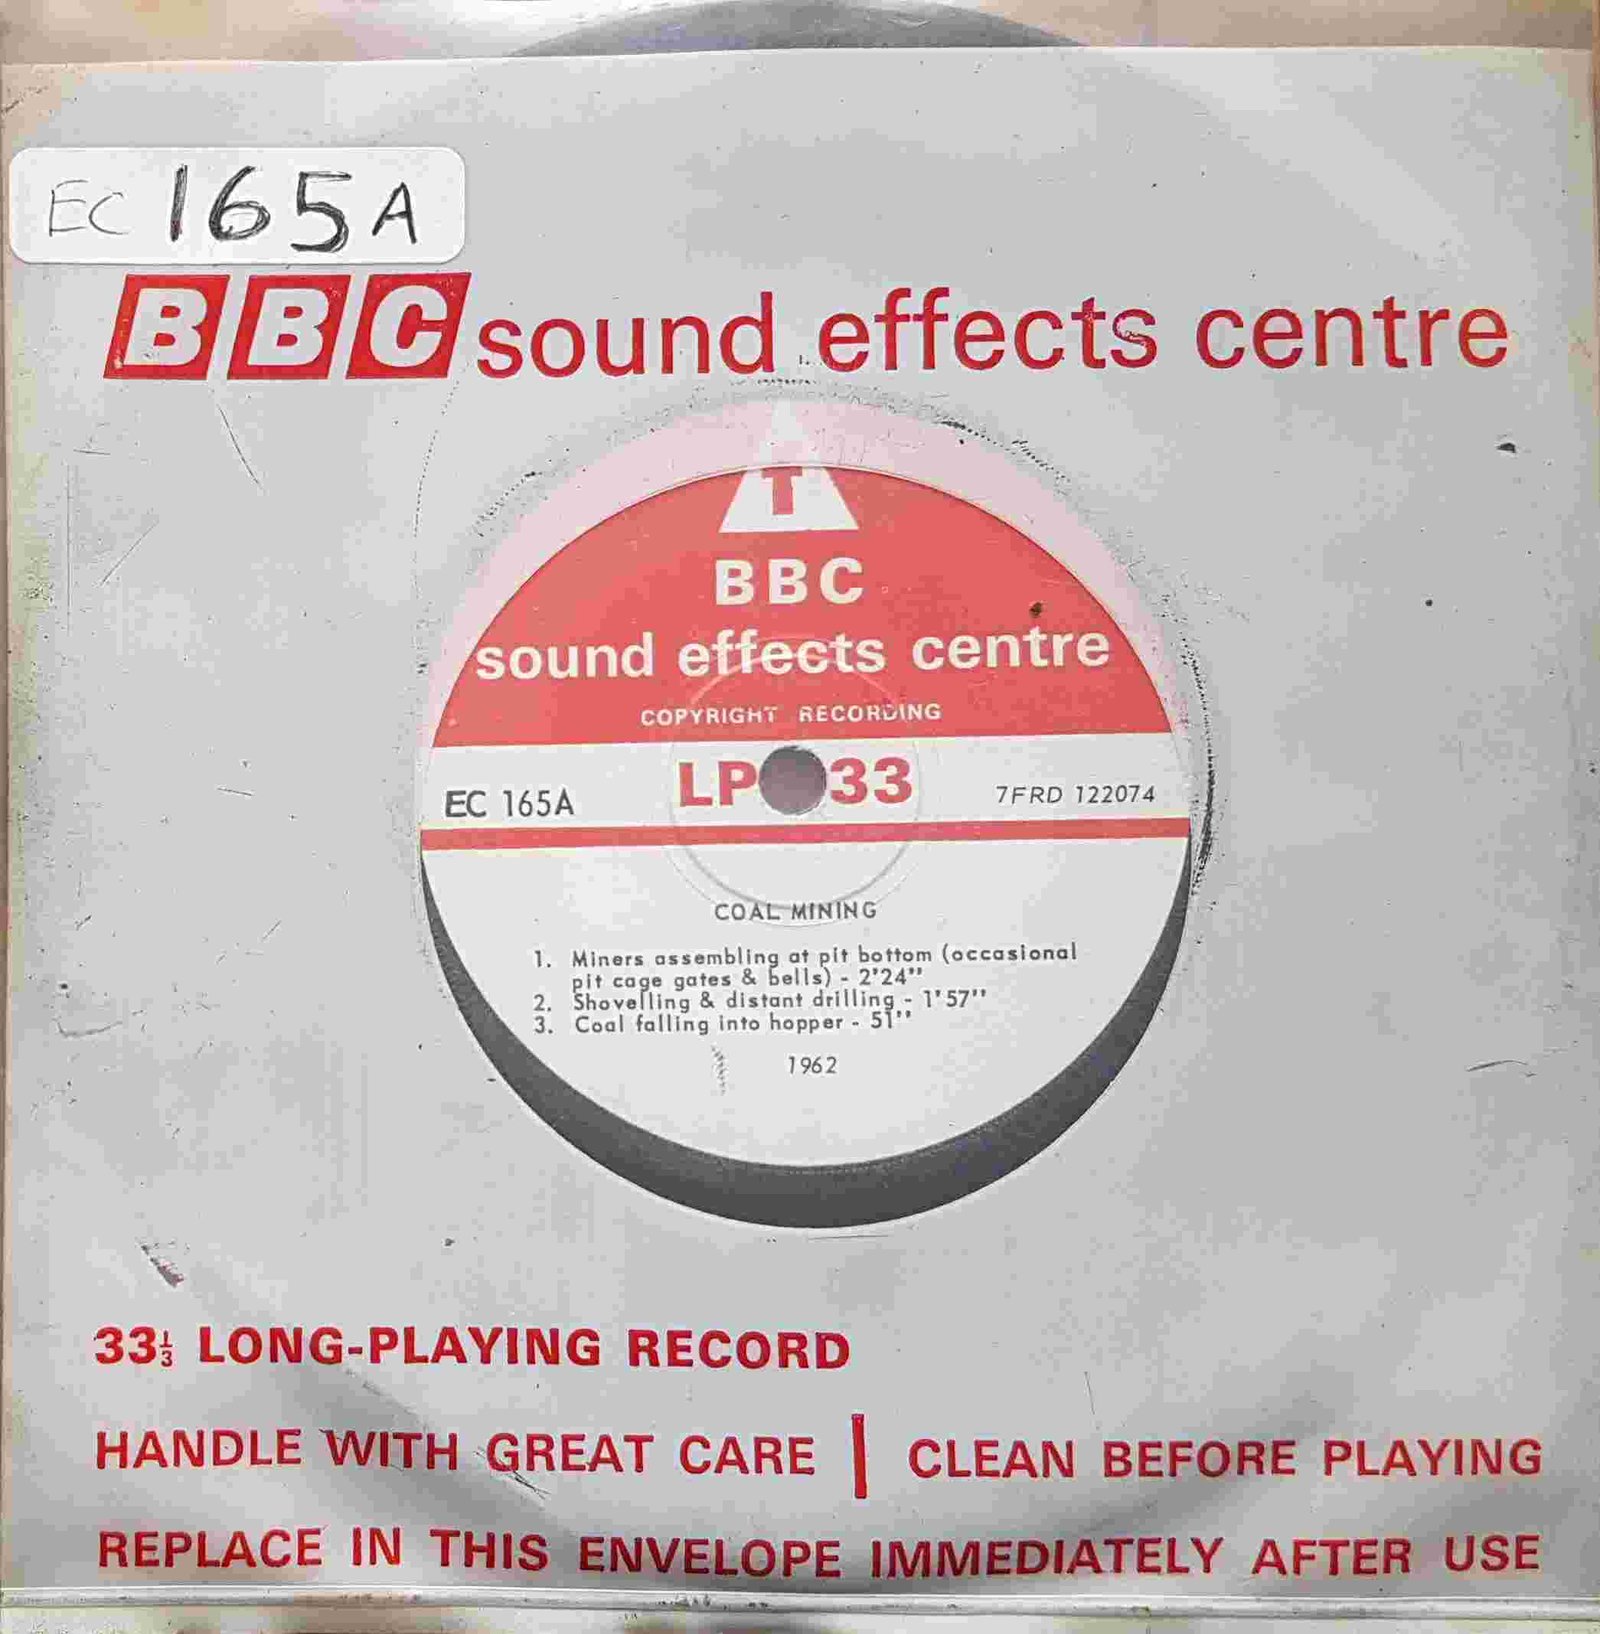 EC 165A
BBC sound effects centre
T
BBC
sound effects centre
COPYRIGHT RECORDING
EC 165A LP 33 7FRD 122074
COAL MINING
1. Miners assembling at pit bottom (occasional
pit cage gates & bells) - 2'24"
2. Shovelling & distant drilling - 1'57"
3. Coal falling into hopper - 51"
1962
33⅓ LONG-PLAYING RECORD
HANDLE WITH GREAT CARE | CLEAN BEFORE PLAYING
REPLACE IN THIS ENVELOPE IMMEDIATELY AFTER USE